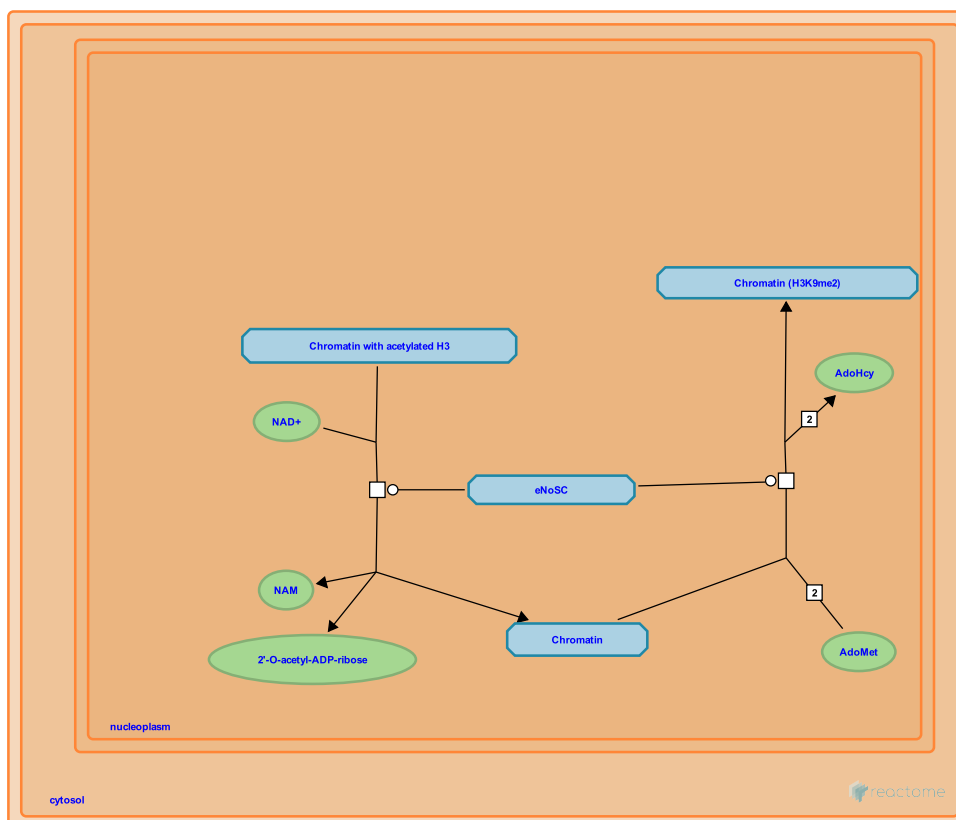 Chromatin (H3K9me2)
Chromatin with acetylated H3
AdoHcy
NAD+
2
eNoSC
NAM
2
Chromatin
2'-O-acetyl-ADP-ribose
AdoMet
nucleoplasm
cytosol
reactome